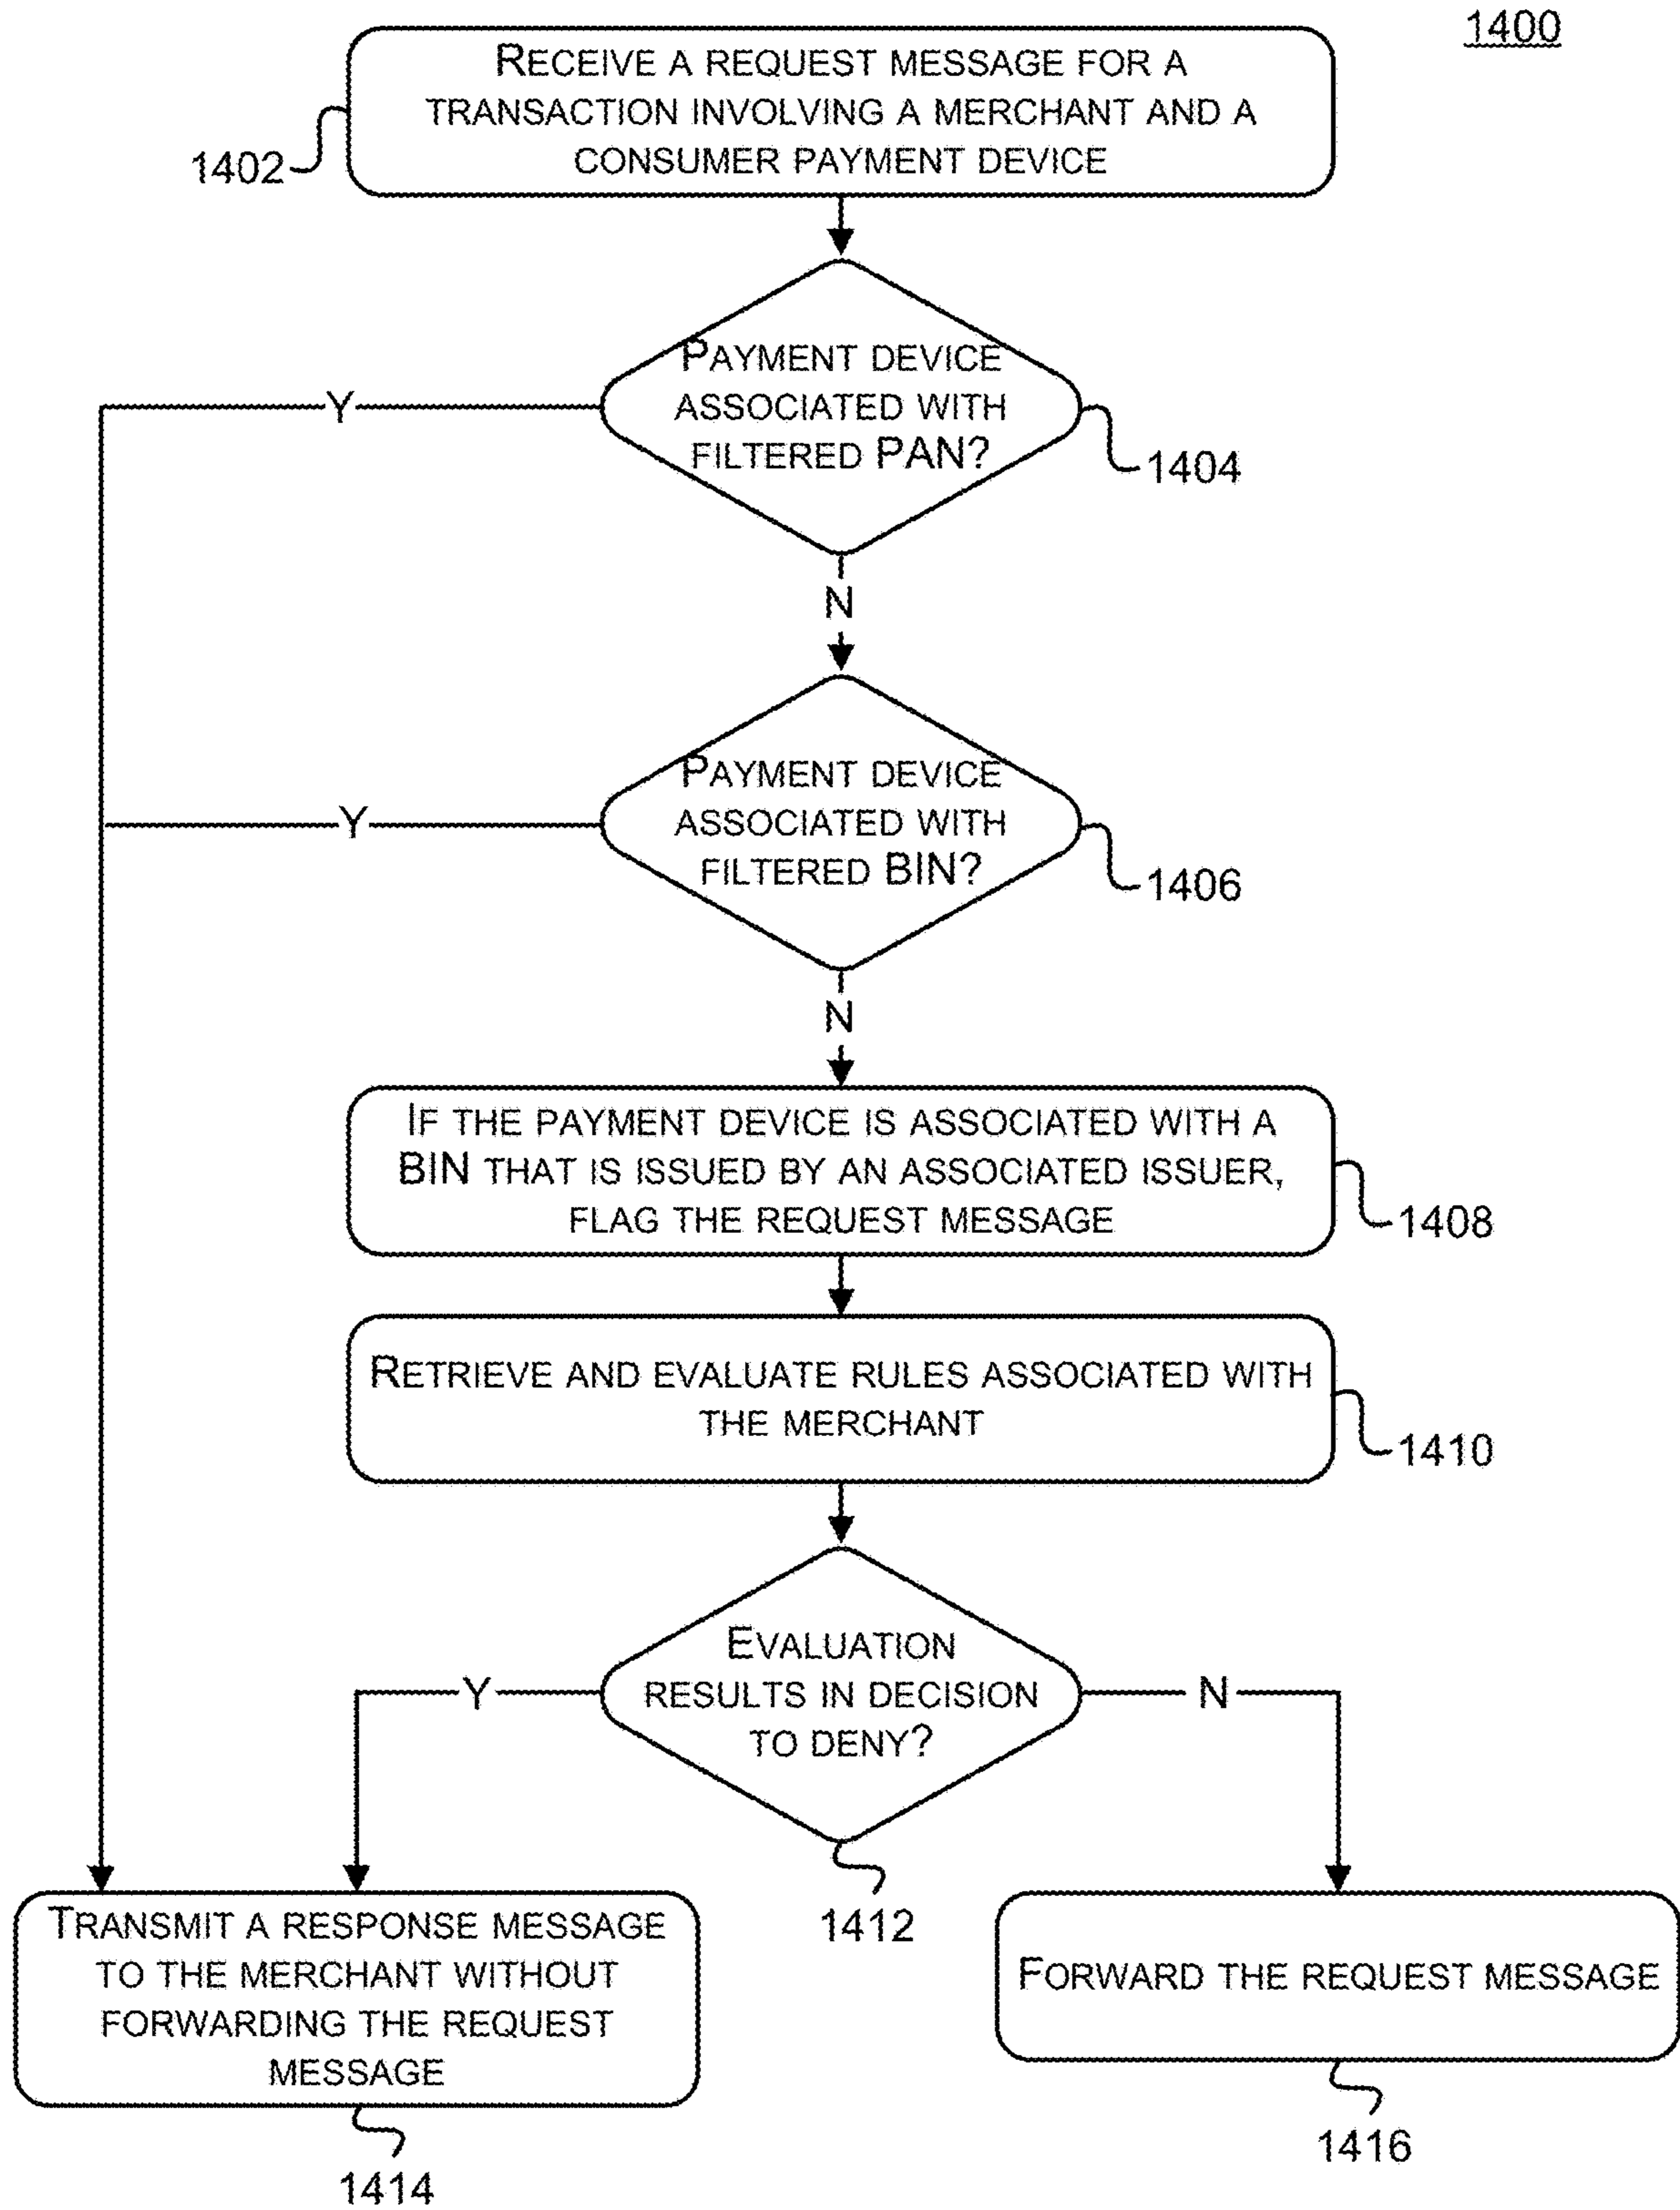 1400
RECEIVE A REQUEST MESSAGE FOR A
TRANSACTION INVOLVING A MERCHANT AND A
CONSUMER PAYMENT DEVICE
1402
PAYMENT DEVICE
ASSOCIATED WITH
FILTERED PAN?
Y
1404
N
PAYMENT DEVICE
ASSOCIATED WITH
FILTERED BIN?
Y
1406
N
IF THE PAYMENT DEVICE IS ASSOCIATED WITH A
BIN THAT IS ISSUED BY AN ASSOCIATED ISSUER,
FLAG THE REQUEST MESSAGE
1408
RETRIEVE AND EVALUATE RULES ASSOCIATED WITH
THE MERCHANT
1410
EVALUATION
RESULTS IN DECISION
TO DENY?
Y
N
1412
TRANSMIT A RESPONSE MESSAGE
TO THE MERCHANT WITHOUT
FORWARDING THE REQUEST
MESSAGE
1414
FORWARD THE REQUEST MESSAGE
1416